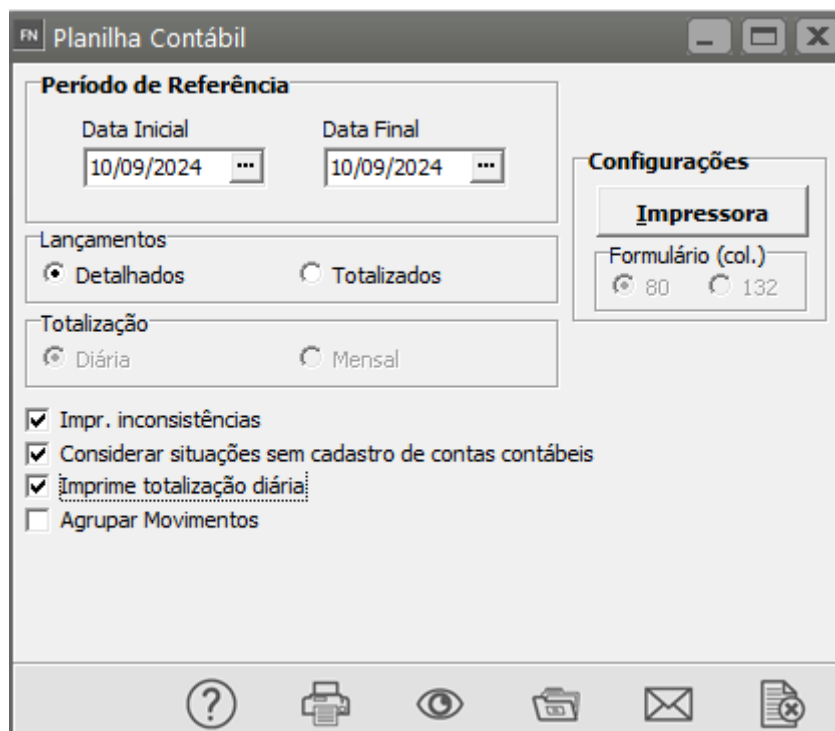 FN Planilha Contábil
Período de Referência
Data Inicial Data Final
10/09/2024 ... 10/09/2024 ...
Configurações
Impressora
Formulário (col.)
80 132
Lançamentos
Detalhados Totalizados
Totalização
Diária Mensal
Impr. inconsistências
Considerar situações sem cadastro de contas contábeis
Imprime totalização diária
Agrupar Movimentos